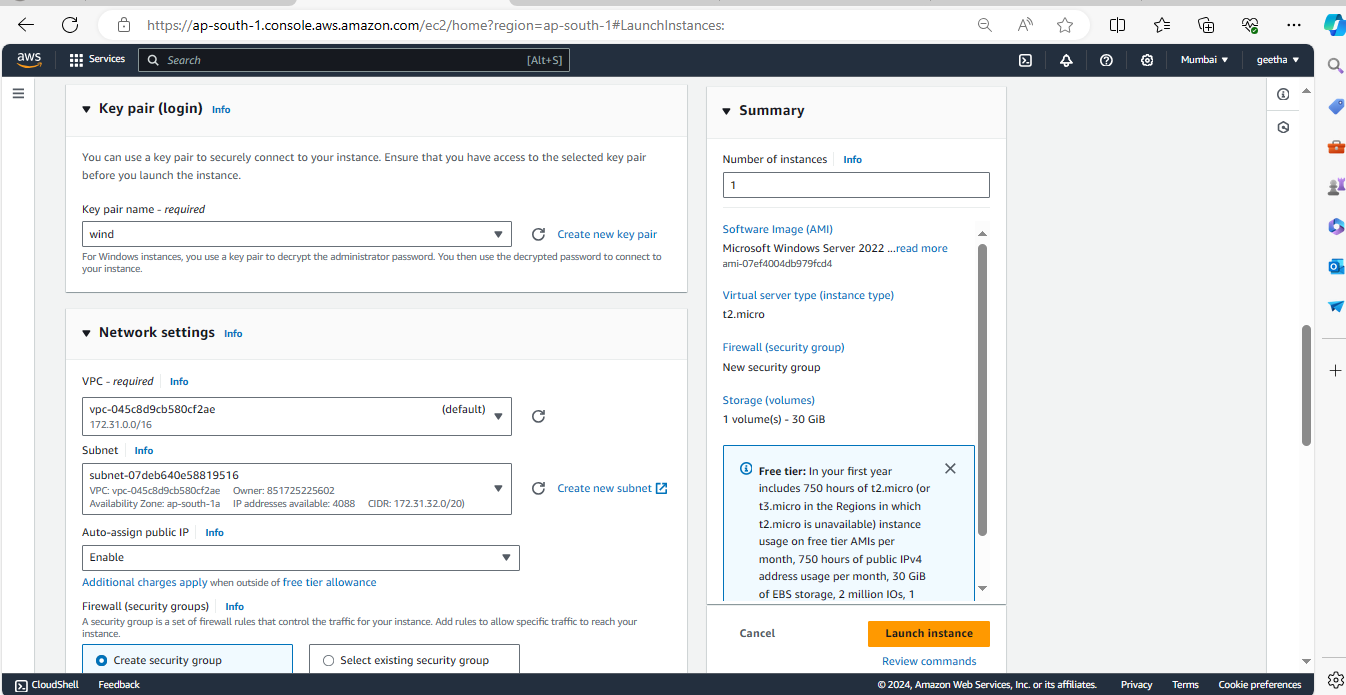 https://ap-south-1.console.aws.amazon.com/ec2/home?region=ap-south-1#LaunchInstances:
aws
Services
Search
[Alt+S]
Mumbai
geetha
Key pair (login) Info
You can use a key pair to securely connect to your instance. Ensure that you have access to the selected key pair
before you launch the instance.
Key pair name - required
wind
Create new key pair
For Windows instances, you use a key pair to decrypt the administrator password. You then use the decrypted password to connect to
your instance.
Network settings Info
VPC - required Info
vpc-045c8d9cb580cf2ae (default)
172.31.0.0/16
Subnet Info
subnet-07deb640e58819516
VPC: vpc-045c8d9cb580cf2ae Owner: 851725225602
Availability Zone: ap-south-1a IP addresses available: 4088 CIDR: 172.31.32.0/20)
Create new subnet
Auto-assign public IP Info
Enable
Additional charges apply when outside of free tier allowance
Firewall (security groups) Info
A security group is a set of firewall rules that control the traffic for your instance. Add rules to allow specific traffic to reach your
instance.
Create security group
Select existing security group
Summary
Number of instances Info
1
Software Image (AMI)
Microsoft Windows Server 2022 ...read more
ami-07ef4004db979fcd4
Virtual server type (instance type)
t2.micro
Firewall (security group)
New security group
Storage (volumes)
1 volume(s) - 30 GiB
Free tier: In your first year
includes 750 hours of t2.micro (or
t3.micro in the Regions in which
t2.micro is unavailable) instance
usage on free tier AMIs per
month, 750 hours of public IPv4
address usage per month, 30 GiB
of EBS storage, 2 million IOs, 1
Cancel
Launch instance
Review commands
CloudShell
Feedback
© 2024, Amazon Web Services, Inc. or its affiliates.
Privacy
Terms
Cookie preferences